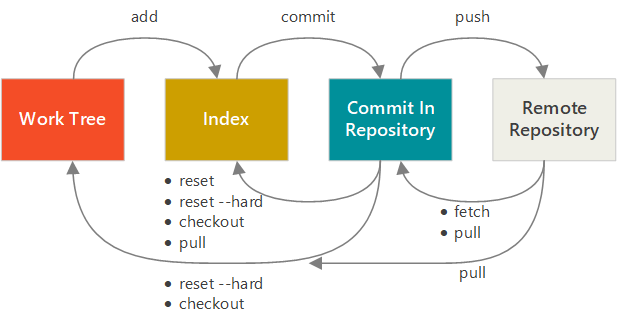 add
commit
push
Work Tree
Index
Commit In
Repository
Remote
Repository
• reset
• reset --hard
• checkout
• pull
• fetch
• pull
pull
• reset --hard
• checkout